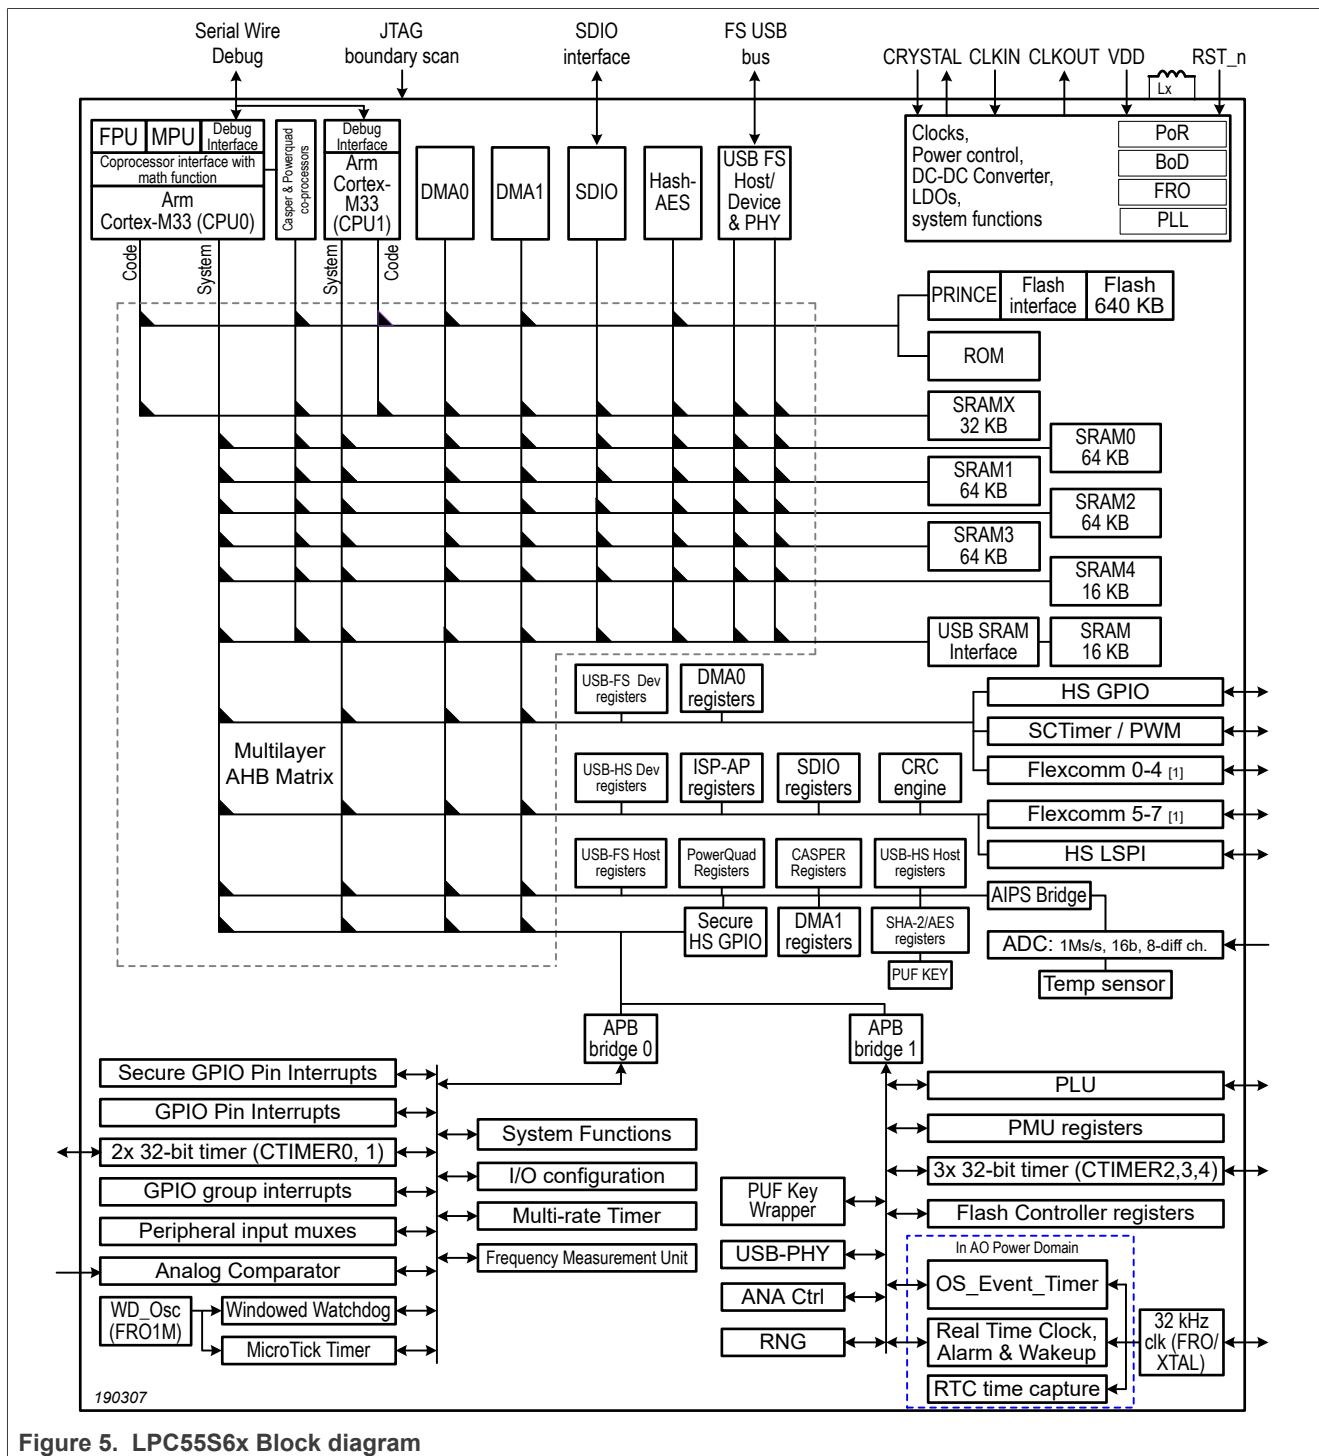 Serial Wire
Debug
JTAG
boundary scan
SDIO
interface
FS USB
bus
CRYSTAL CLKIN CLKOUT VDD
Lx
RST_n
FPU
MPU
Debug
Interface
Coprocessor interface with
math function
Arm
Cortex-M33 (CPU0)
Casper & Powerquad
co-processors
Debug
Interface
Arm
Cortex-
M33
(CPU1)
DMA0
DMA1
SDIO
Hash-
AES
USB FS
Host/
Device
& PHY
Clocks,
Power control,
DC-DC Converter,
LDOs,
system functions
PoR
BoD
FRO
PLL
Code
System
System
Code
PRINCE
Flash
interface
Flash
640 KB
ROM
SRAMX
32 KB
SRAM0
64 KB
SRAM1
64 KB
SRAM2
64 KB
SRAM3
64 KB
SRAM4
16 KB
USB SRAM
Interface
SRAM
16 KB
Multilayer
AHB Matrix
USB-FS Dev
registers
DMA0
registers
HS GPIO
SCTimer / PWM
Flexcomm 0-4 [1]
USB-HS Dev
registers
ISP-AP
registers
SDIO
registers
CRC
engine
Flexcomm 5-7 [1]
HS LSPI
USB-FS Host
registers
PowerQuad
Registers
CASPER
Registers
USB-HS Host
registers
AIPS Bridge
Secure
HS GPIO
DMA1
registers
SHA-2/AES
registers
PUF KEY
ADC: 1Ms/s, 16b, 8-diff ch.
Temp sensor
APB
bridge 0
APB
bridge 1
Secure GPIO Pin Interrupts
GPIO Pin Interrupts
2x 32-bit timer (CTIMER0, 1)
GPIO group interrupts
Peripheral input muxes
Analog Comparator
WD_Osc
(FRO1M)
Windowed Watchdog
MicroTick Timer
System Functions
I/O configuration
Multi-rate Timer
Frequency Measurement Unit
PUF Key
Wrapper
USB-PHY
ANA Ctrl
RNG
PLU
PMU registers
3x 32-bit timer (CTIMER2,3,4)
Flash Controller registers
In AO Power Domain
OS_Event_Timer
Real Time Clock,
Alarm & Wakeup
RTC time capture
32 kHz
clk (FRO/
XTAL)
190307
Figure 5. LPC55S6x Block diagram